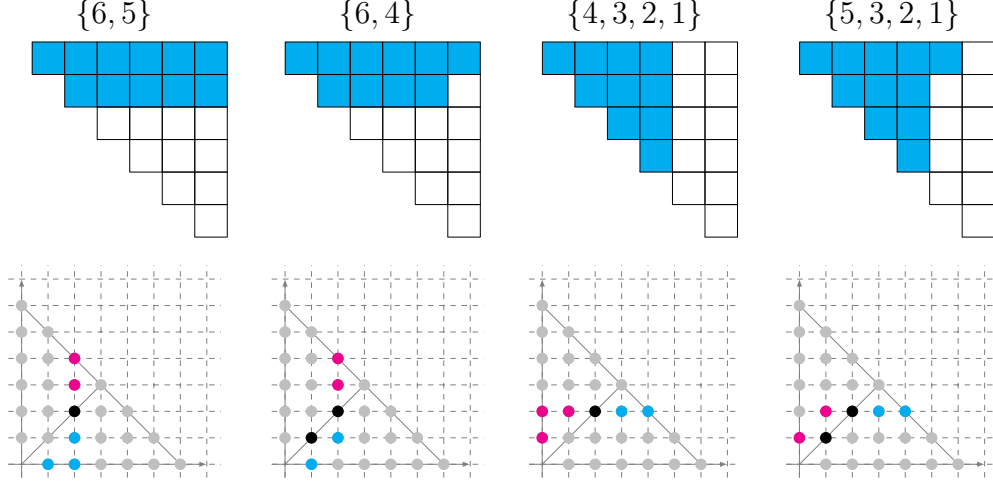 {6, 5}
{6, 4}
{4, 3, 2, 1}
{5, 3, 2, 1}